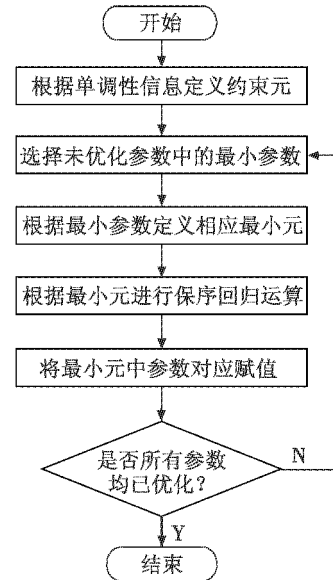 开始
根据单调性信息定义约束元
选择未优化参数中的最小参数
根据最小参数定义相应最小元
根据最小元进行保序回归运算
将最小元中参数对应赋值
是否所有参数
均已优化?
N
Y
结束